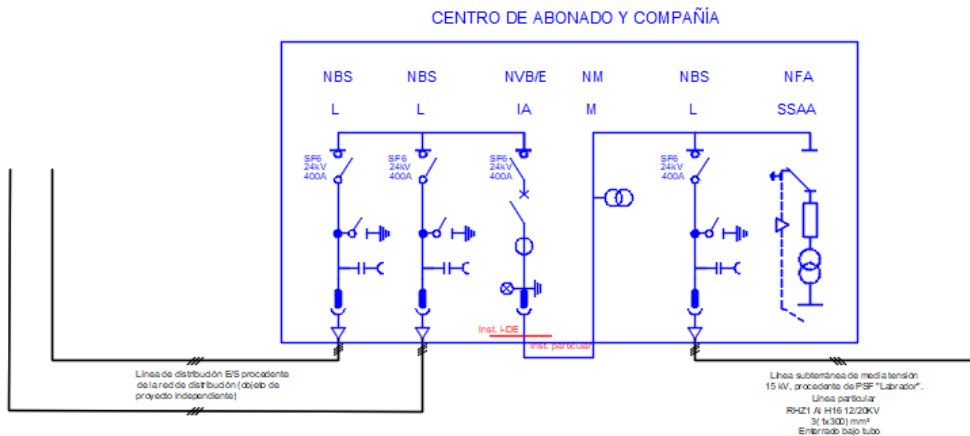 CENTRO DE ABONADO Y COMPAÑÍA
NBS NBS NVB/E NM NBS NFA
L L IA M L SSAA
SF6 SF6 SF6 SF6
24kV 24kV 24kV 24kV
400A 400A 400A 400A
Inst. i-DE
Inst. particular
Línea de distribución E/S procedente
de la red de distribución (objeto de
proyecto independiente)
Línea subterránea de media tensión
15 kV, procedente de PSF "Labrador".
Línea particular
RHZ1 Al H16 12/20KV
3(1x300) mm²
Enterrado bajo tubo